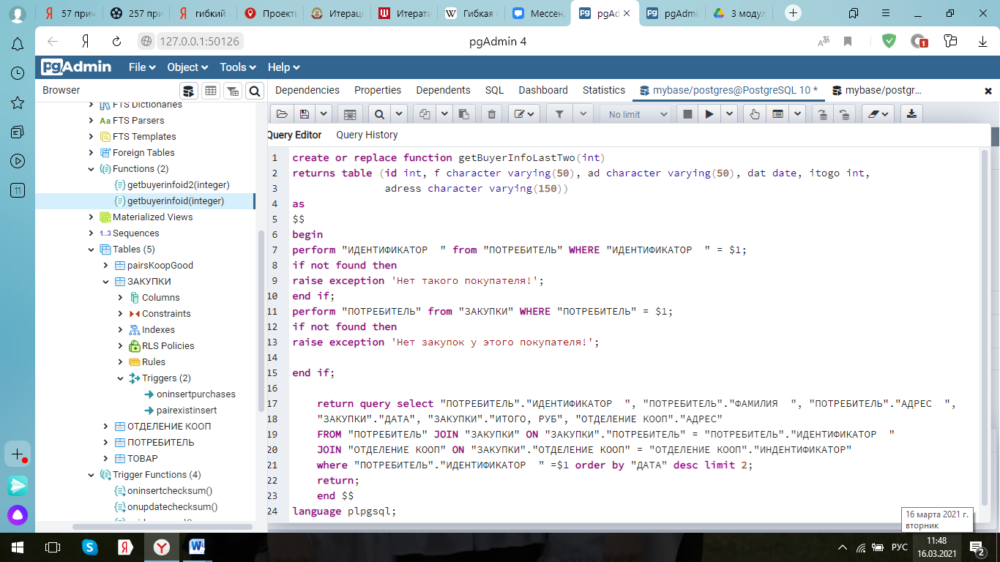 57 прич
257 при
гибкий
Проекть
Итерац
Итерати
Гибкая
Мессен
pgAd
pgAdmi
3 модул
127.0.0.1:50126
pgAdmin 4
1
pgAdmin File Object Tools Help
Browser
Dependencies Properties Dependents SQL Dashboard Statistics mybase/postgres@PostgreSQL 10 * mybase/postgr...
No limit
FTS Dictionaries
Aa FTS Parsers
FTS Templates
Foreign Tables
Functions (2)
getbuyerinfoid2(integer)
getbuyerinfoid(integer)
Materialized Views
1..3 Sequences
Tables (5)
pairsKoopGood
ЗАКУПКИ
Columns
Constraints
Indexes
RLS Policies
Rules
Triggers (2)
oninsertpurchases
pairexistinsert
ОТДЕЛЕНИЕ КООП
ПОТРЕБИТЕЛЬ
ТОВАР
Trigger Functions (4)
oninsertchecksum()
onupdatechecksum()
11
Query Editor Query History
1 create or replace function getBuyerInfoLastTwo(int)
2 returns table (id int, f character varying(50), ad character varying(50), dat date, itogo int,
3 adress character varying(150))
4 as
5 $$
6 begin
7 perform "ИДЕНТИФИКАТОР  " from "ПОТРЕБИТЕЛЬ" WHERE "ИДЕНТИФИКАТОР  " = $1;
8 if not found then
9 raise exception 'Нет такого покупателя!';
10 end if;
11 perform "ПОТРЕБИТЕЛЬ" from "ЗАКУПКИ" WHERE "ПОТРЕБИТЕЛЬ" = $1;
12 if not found then
13 raise exception 'Нет закупок у этого покупателя!';
14
15 end if;
16
17 return query select "ПОТРЕБИТЕЛЬ"."ИДЕНТИФИКАТОР  ", "ПОТРЕБИТЕЛЬ"."ФАМИЛИЯ  ", "ПОТРЕБИТЕЛЬ"."АДРЕС  ",
18 "ЗАКУПКИ"."ДАТА", "ЗАКУПКИ"."ИТОГО, РУБ", "ОТДЕЛЕНИЕ КООП"."АДРЕС"
19 FROM "ПОТРЕБИТЕЛЬ" JOIN "ЗАКУПКИ" ON "ЗАКУПКИ"."ПОТРЕБИТЕЛЬ" = "ПОТРЕБИТЕЛЬ"."ИДЕНТИФИКАТОР  "
20 JOIN "ОТДЕЛЕНИЕ КООП" ON "ЗАКУПКИ"."ОТДЕЛЕНИЕ КООП" = "ОТДЕЛЕНИЕ КООП"."ИНДЕНТИФИКАТОР"
21 where "ПОТРЕБИТЕЛЬ"."ИДЕНТИФИКАТОР  " =$1 order by "ДАТА" desc limit 2;
22 return;
23 end $$
24 language plpgsql;
16 марта 2021 г.
вторник
РУС
11:48
16.03.2021
2